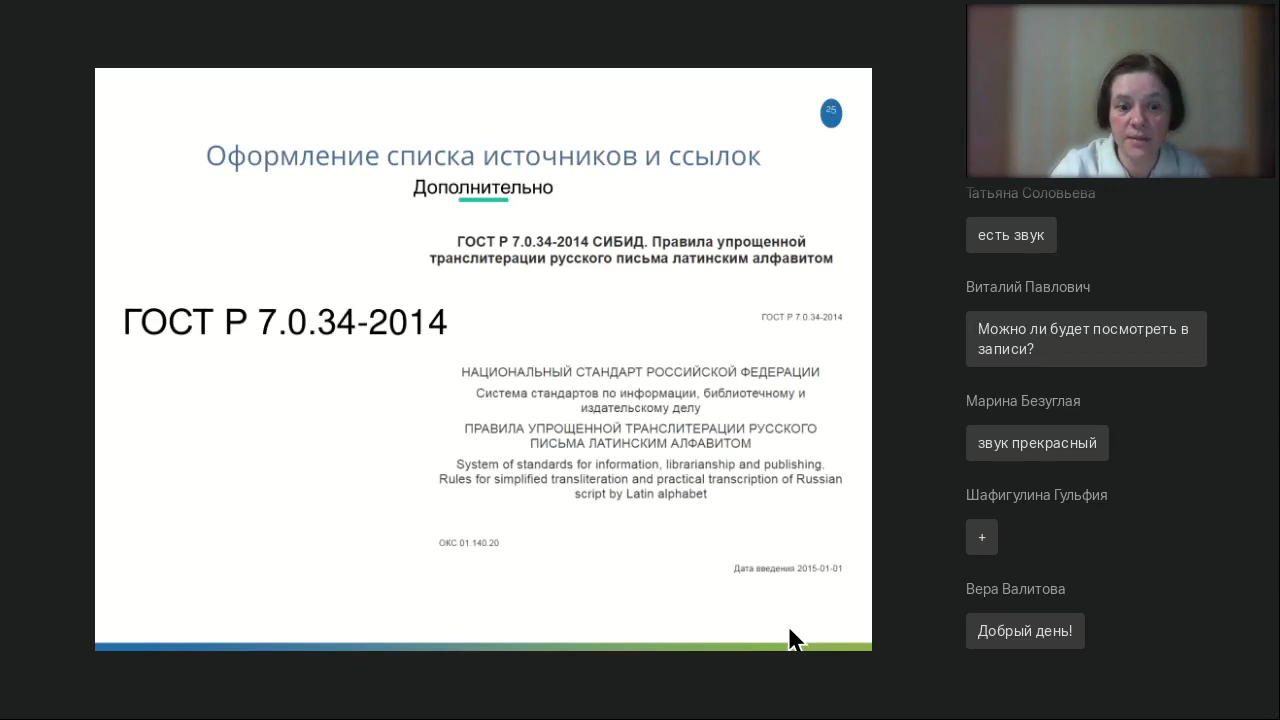 25
Оформление списка источников и ссылок
Дополнительно
ГОСТ Р 7.0.34-2014 СИБИД. Правила упрощенной
транслитерации русского письма латинским алфавитом
ГОСТ Р 7.0.34-2014
ГОСТ Р 7.0.34-2014
НАЦИОНАЛЬНЫЙ СТАНДАРТ РОССИЙСКОЙ ФЕДЕРАЦИИ
Система стандартов по информации, библиотечному и
издательскому делу
ПРАВИЛА УПРОЩЕННОЙ ТРАНСЛИТЕРАЦИИ РУССКОГО
ПИСЬМА ЛАТИНСКИМ АЛФАВИТОМ
System of standards for information, librarianship and publishing.
Rules for simplified transliteration and practical transcription of Russian
script by Latin alphabet
ОКС 01.140.20
Дата введения 2015-01-01
Татьяна Соловьева
есть звук
Виталий Павлович
Можно ли будет посмотреть в
записи?
Марина Безуглая
звук прекрасный
Шафигулина Гульфия
+
Вера Валитова
Добрый день!